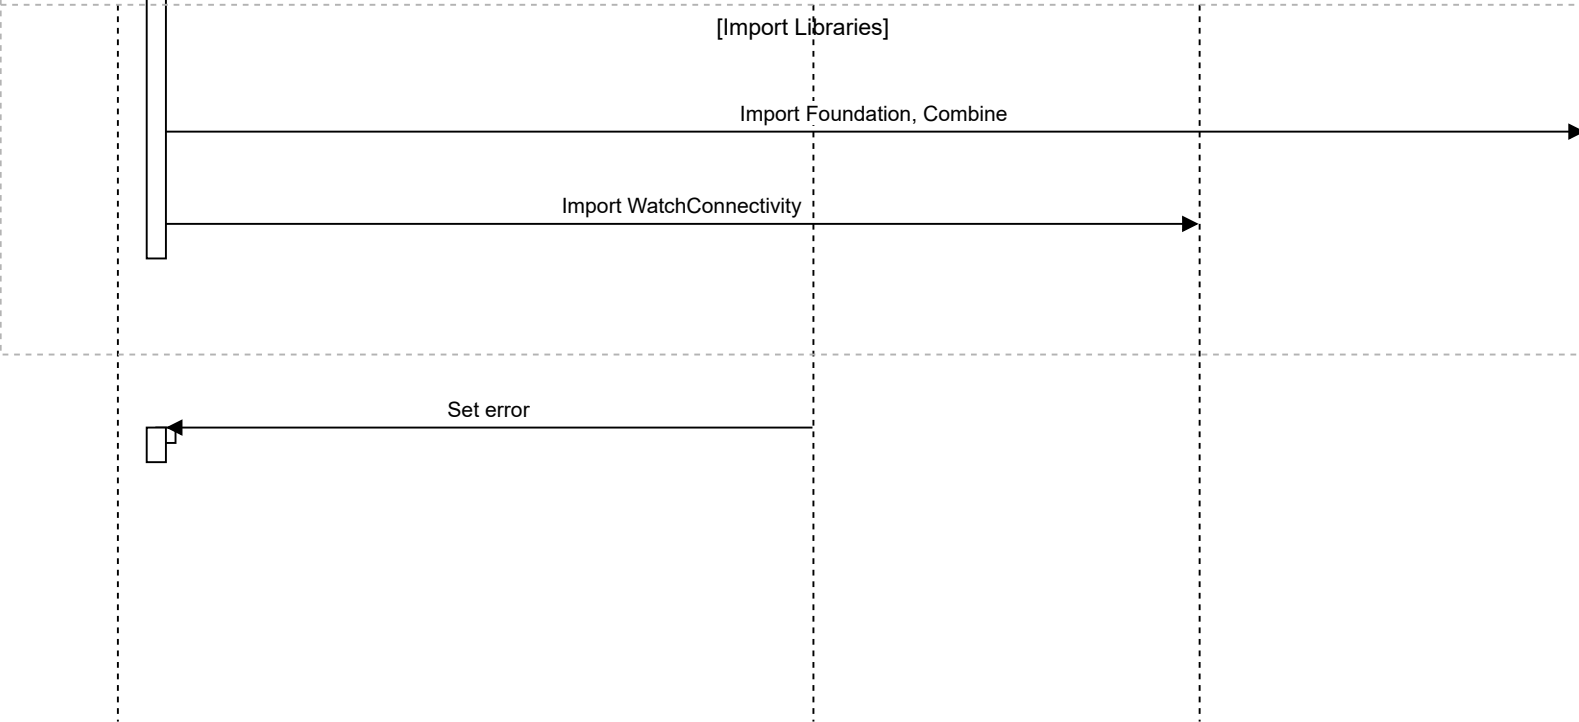 [Import Libraries]
Import Foundation, Combine
Import WatchConnectivity
Set error